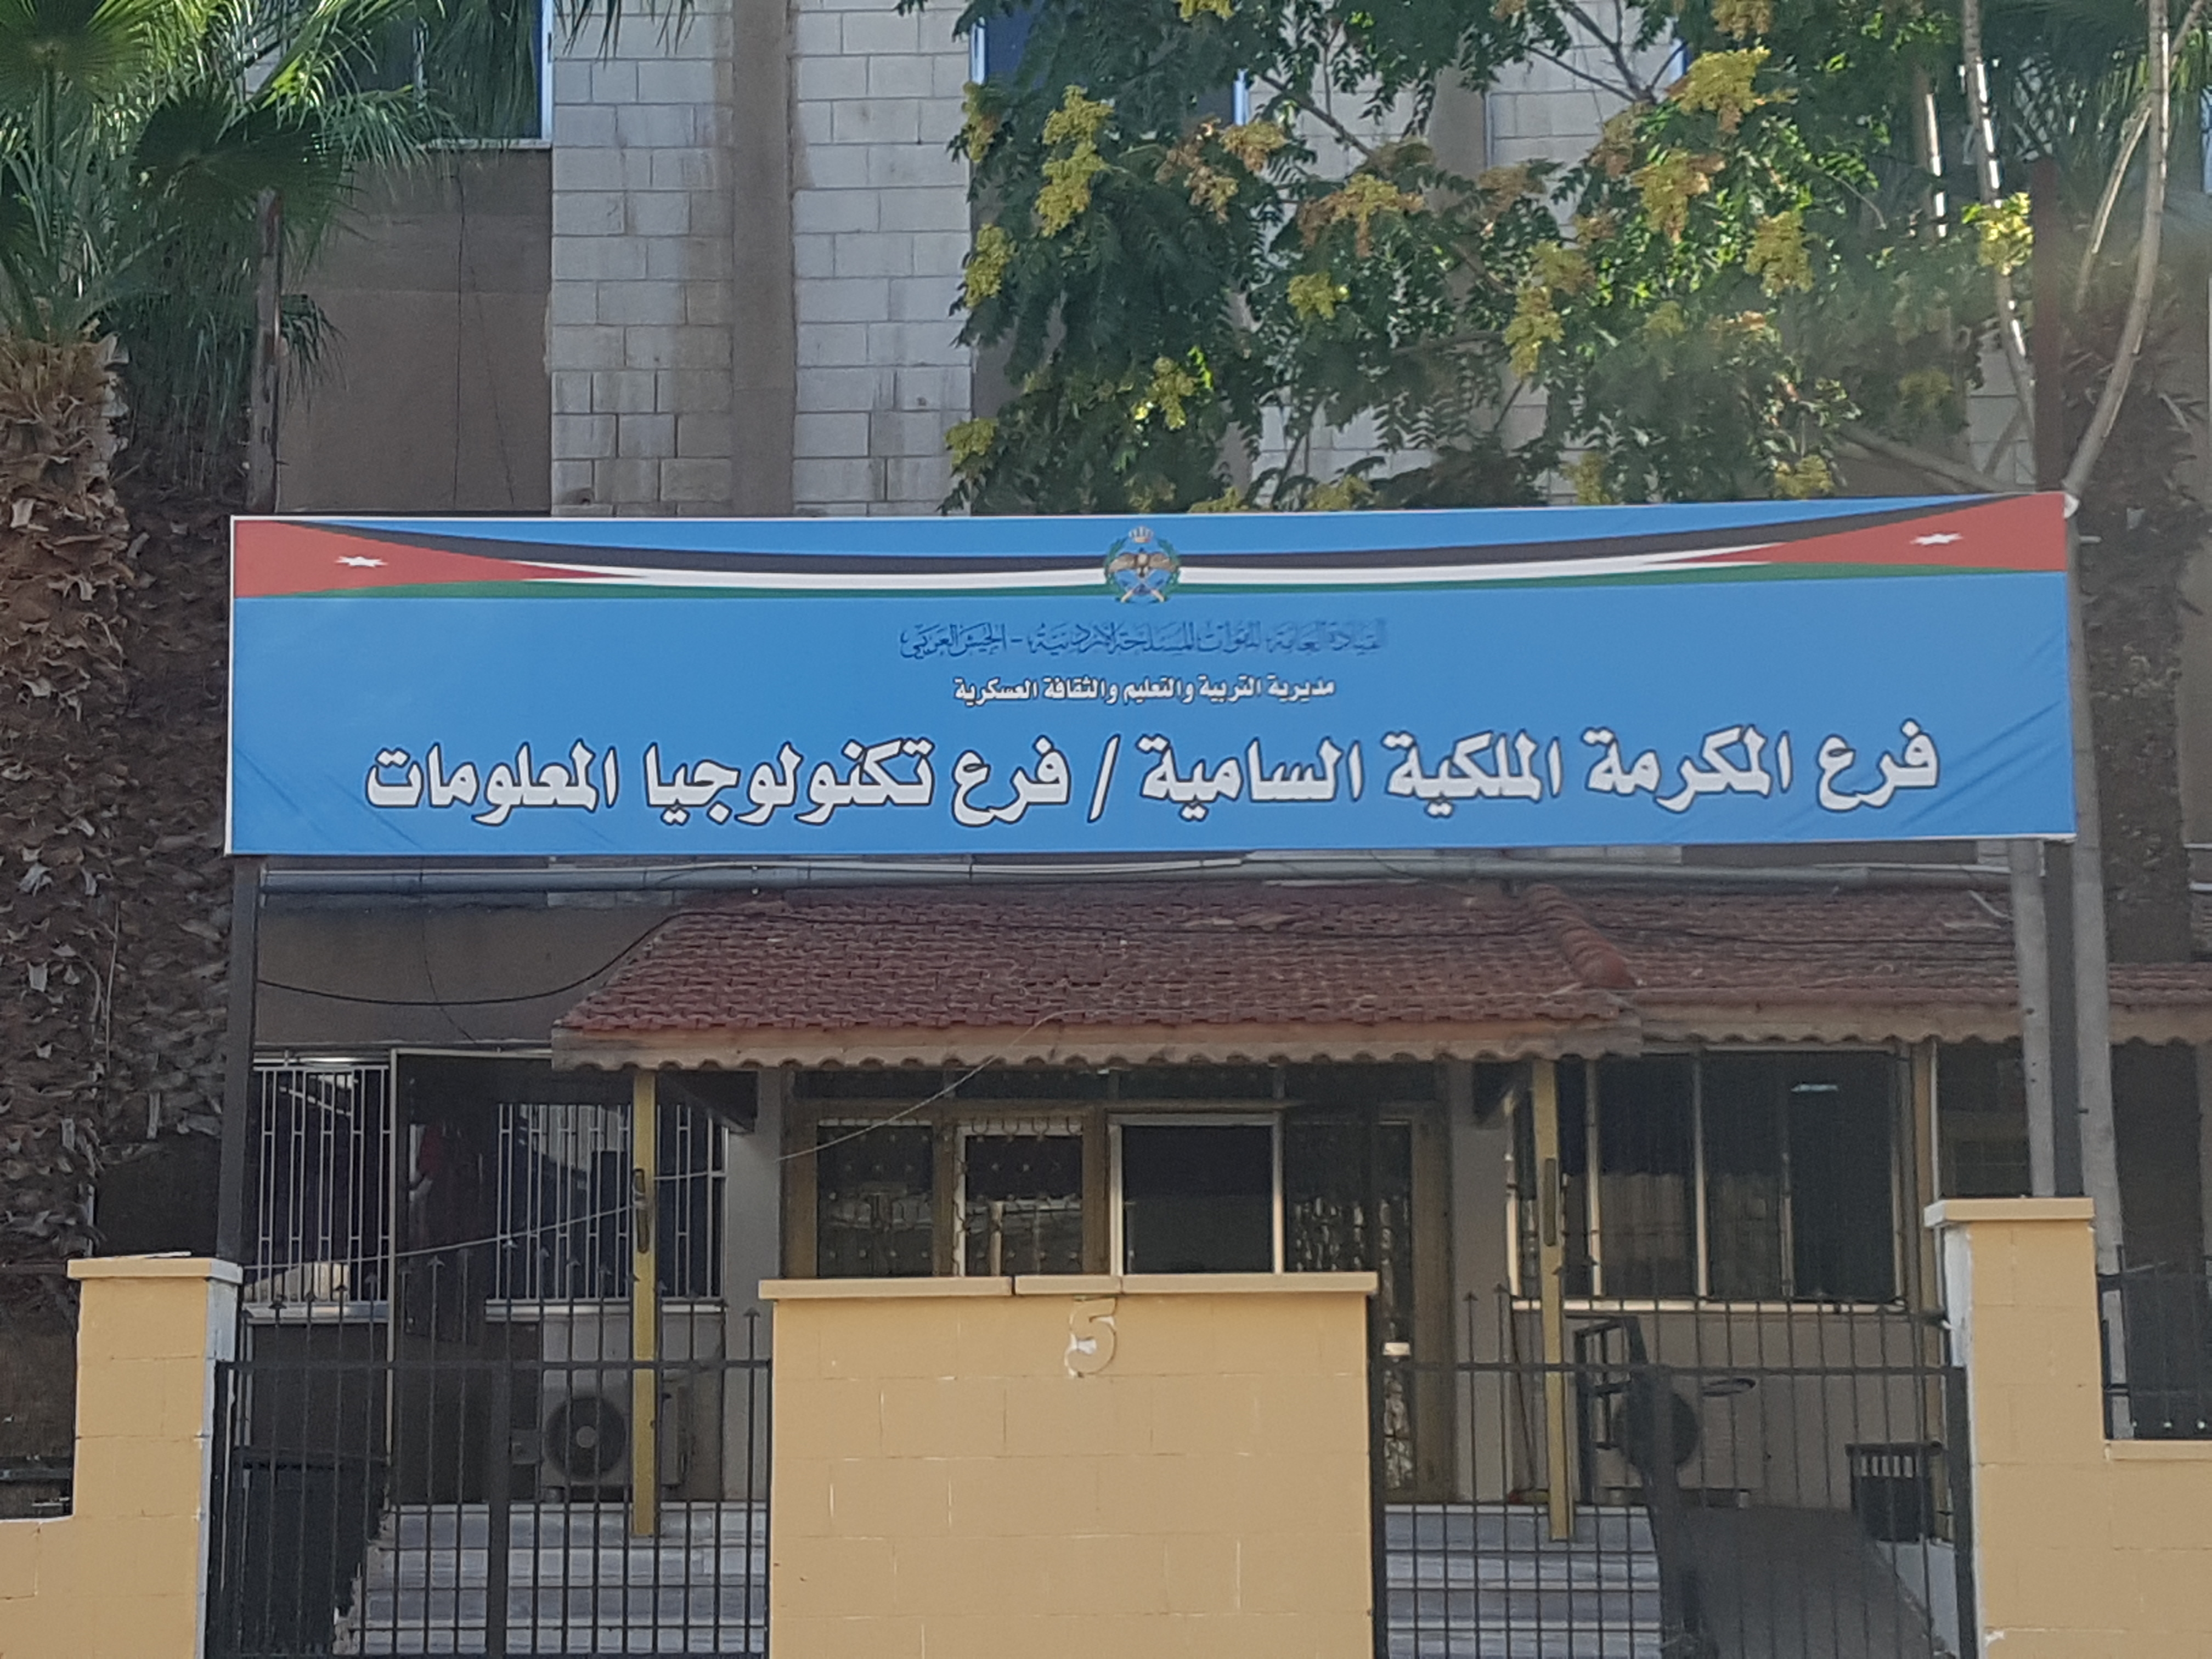 القيادة العامة للقوات المسلحة الأردنية - الجيش العربي
مديرية التربية والتعليم والثقافة العسكرية
فرع المكرمة الملكية السامية / فرع تكنولوجيا المعلومات
5